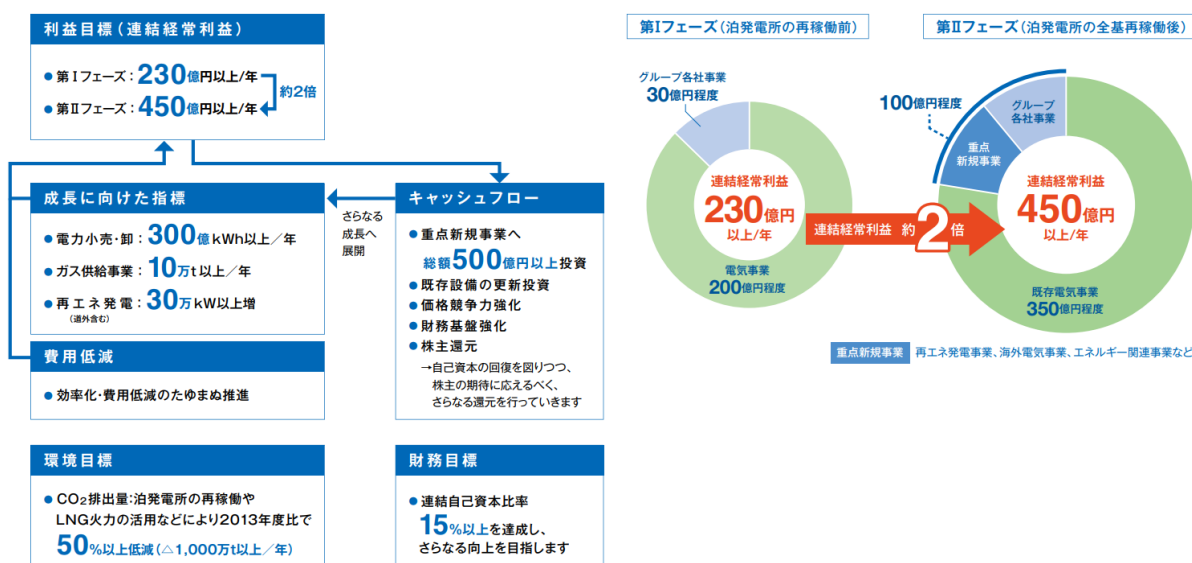 利益目標（連結経常利益）
● 第Ⅰフェーズ：230億円以上/年
● 第Ⅱフェーズ：450億円以上/年
約2倍
成長に向けた指標
● 電力小売・卸：300億kWh以上／年
● ガス供給事業：10万t以上／年
● 再エネ発電：30万kW以上増
（道外含む）
費用低減
● 効率化・費用低減のたゆまぬ推進
さらなる
成長へ
展開
キャッシュフロー
● 重点新規事業へ
総額500億円以上投資
● 既存設備の更新投資
● 価格競争力強化
● 財務基盤強化
● 株主還元
→自己資本の回復を図りつつ、
株主の期待に応えるべく、
さらなる還元を行っていきます
環境目標
● CO2排出量：泊発電所の再稼働や
LNG火力の活用などにより2013年度比で
50%以上低減（△1,000万t以上／年）
財務目標
● 連結自己資本比率
15%以上を達成し、
さらなる向上を目指します
第Ⅰフェーズ（泊発電所の再稼働前）
グループ各社事業
30億円程度
連結経常利益
230億円
以上/年
電気事業
200億円程度
連結経常利益 約2倍
第Ⅱフェーズ（泊発電所の全基再稼働後）
100億円程度
グループ
各社事業
重点
新規事業
連結経常利益
450億円
以上/年
既存電気事業
350億円程度
重点新規事業 再エネ発電事業、海外電気事業、エネルギー関連事業など